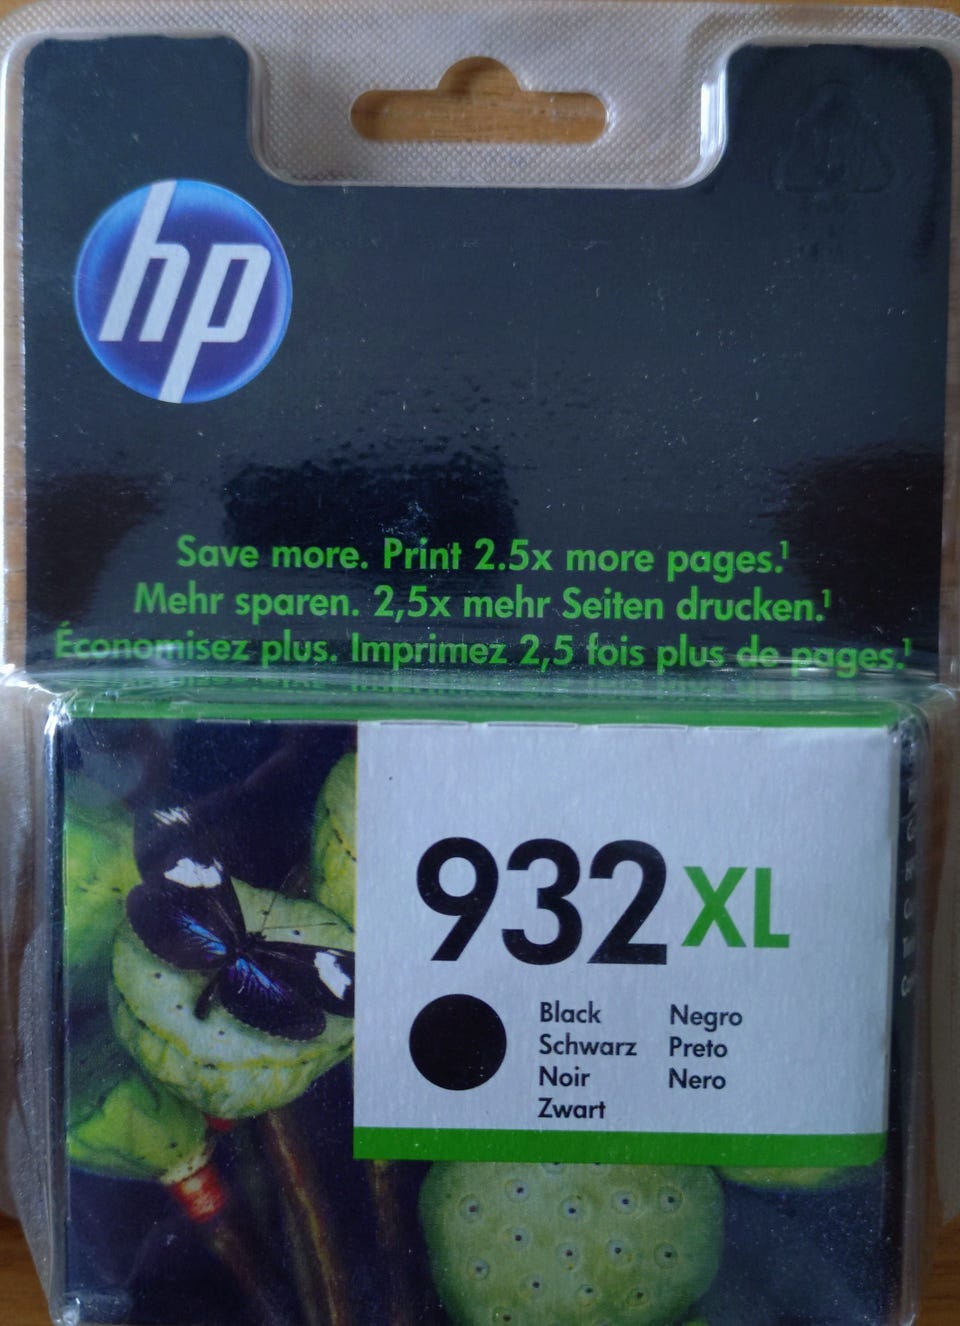 hp
Save more. Print 2.5x more pages.¹
Mehr sparen. 2,5x mehr Seiten drucken.¹
Économisez plus. Imprimez 2,5 fois plus de pages.¹
932XL
Black Negro
Schwarz Preto
Noir Nero
Zwart